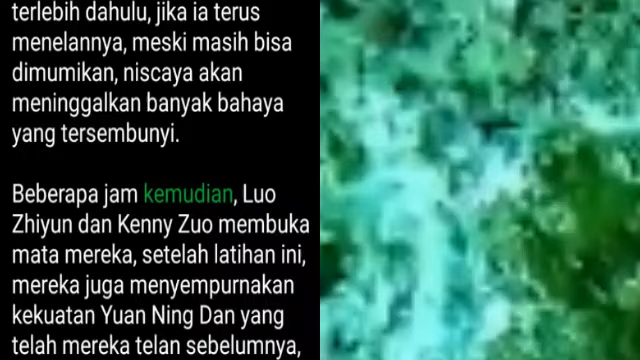 terlebih dahulu, jika ia terus
menelannya, meski masih bisa
dimumikan, niscaya akan
meninggalkan banyak bahaya
yang tersembunyi.
Beberapa jam kemudian, Luo
Zhiyun dan Kenny Zuo membuka
mata mereka, setelah latihan ini,
mereka juga menyempurnakan
kekuatan Yuan Ning Dan yang
telah mereka telan sebelumnya,